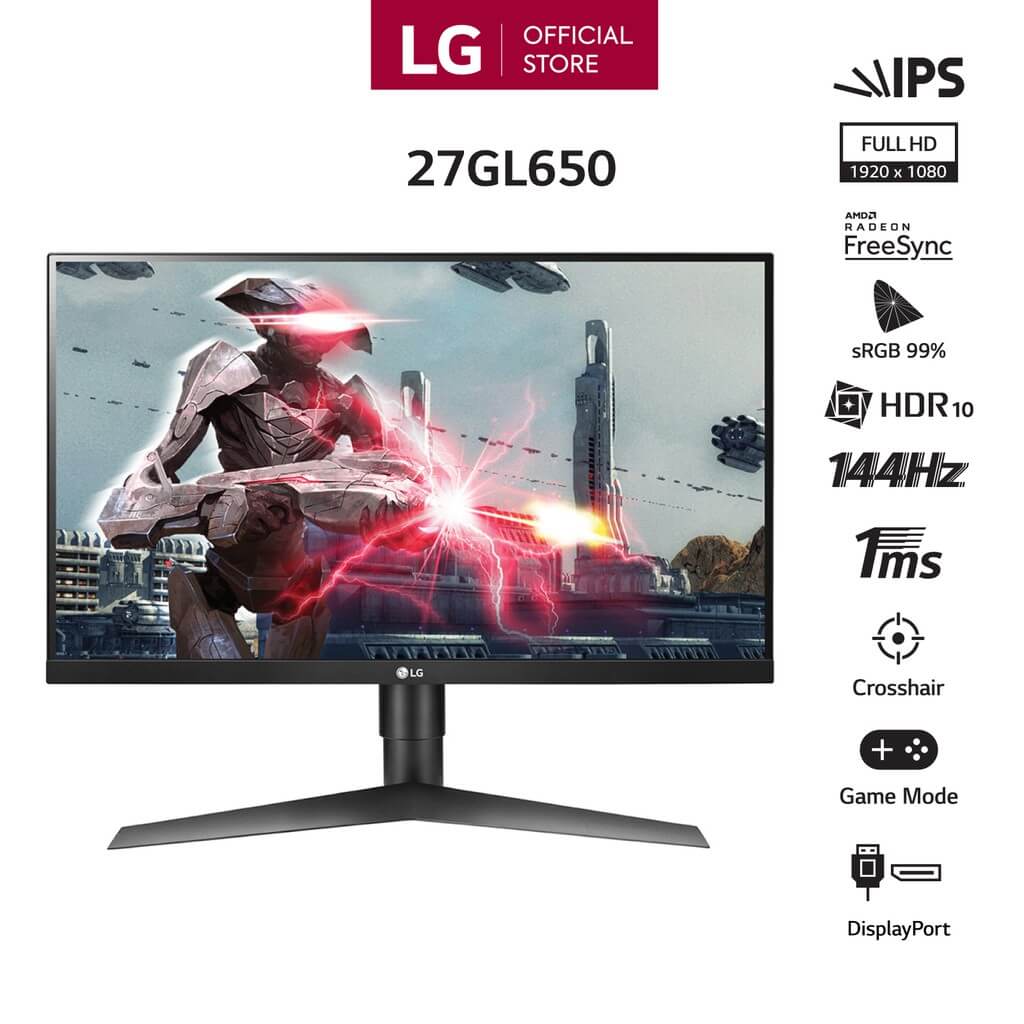 LG
OFFICIAL
STORE
27GL650
LG
IPS
FULL HD
1920 x 1080
AMD
RADEON
FreeSync
sRGB 99%
HDR10
144Hz
1ms
Crosshair
Game Mode
DisplayPort